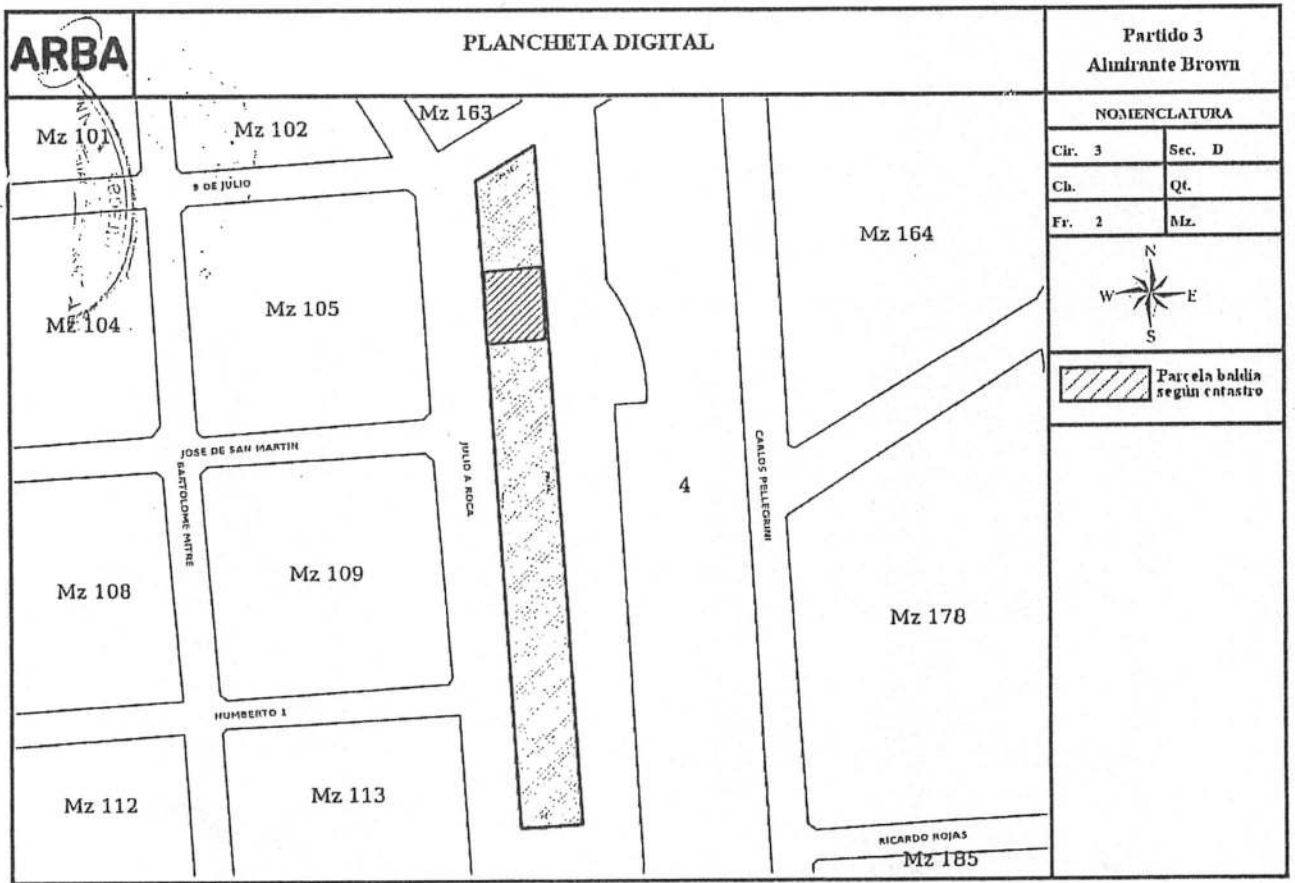 ARBA
PLANCHETA DIGITAL
Partido 3
Almirante Brown
NOMENCLATURA
Cir. 3
Sec. D
Ch.
Qt.
Fr. 2
Mz.
N
W
E
S
Parcela baldía
según catastro
Mz 101
Mz 102
Mz 163
9 DE JULIO
Mz 104
Mz 105
Mz 164
JOSE DE SAN MARTIN
BARTOLOME MITRE
JULIO A ROCA
CARLOS PELLEGRINI
4
Mz 108
Mz 109
Mz 178
HUMBERTO 1
Mz 112
Mz 113
RICARDO ROJAS
Mz 185